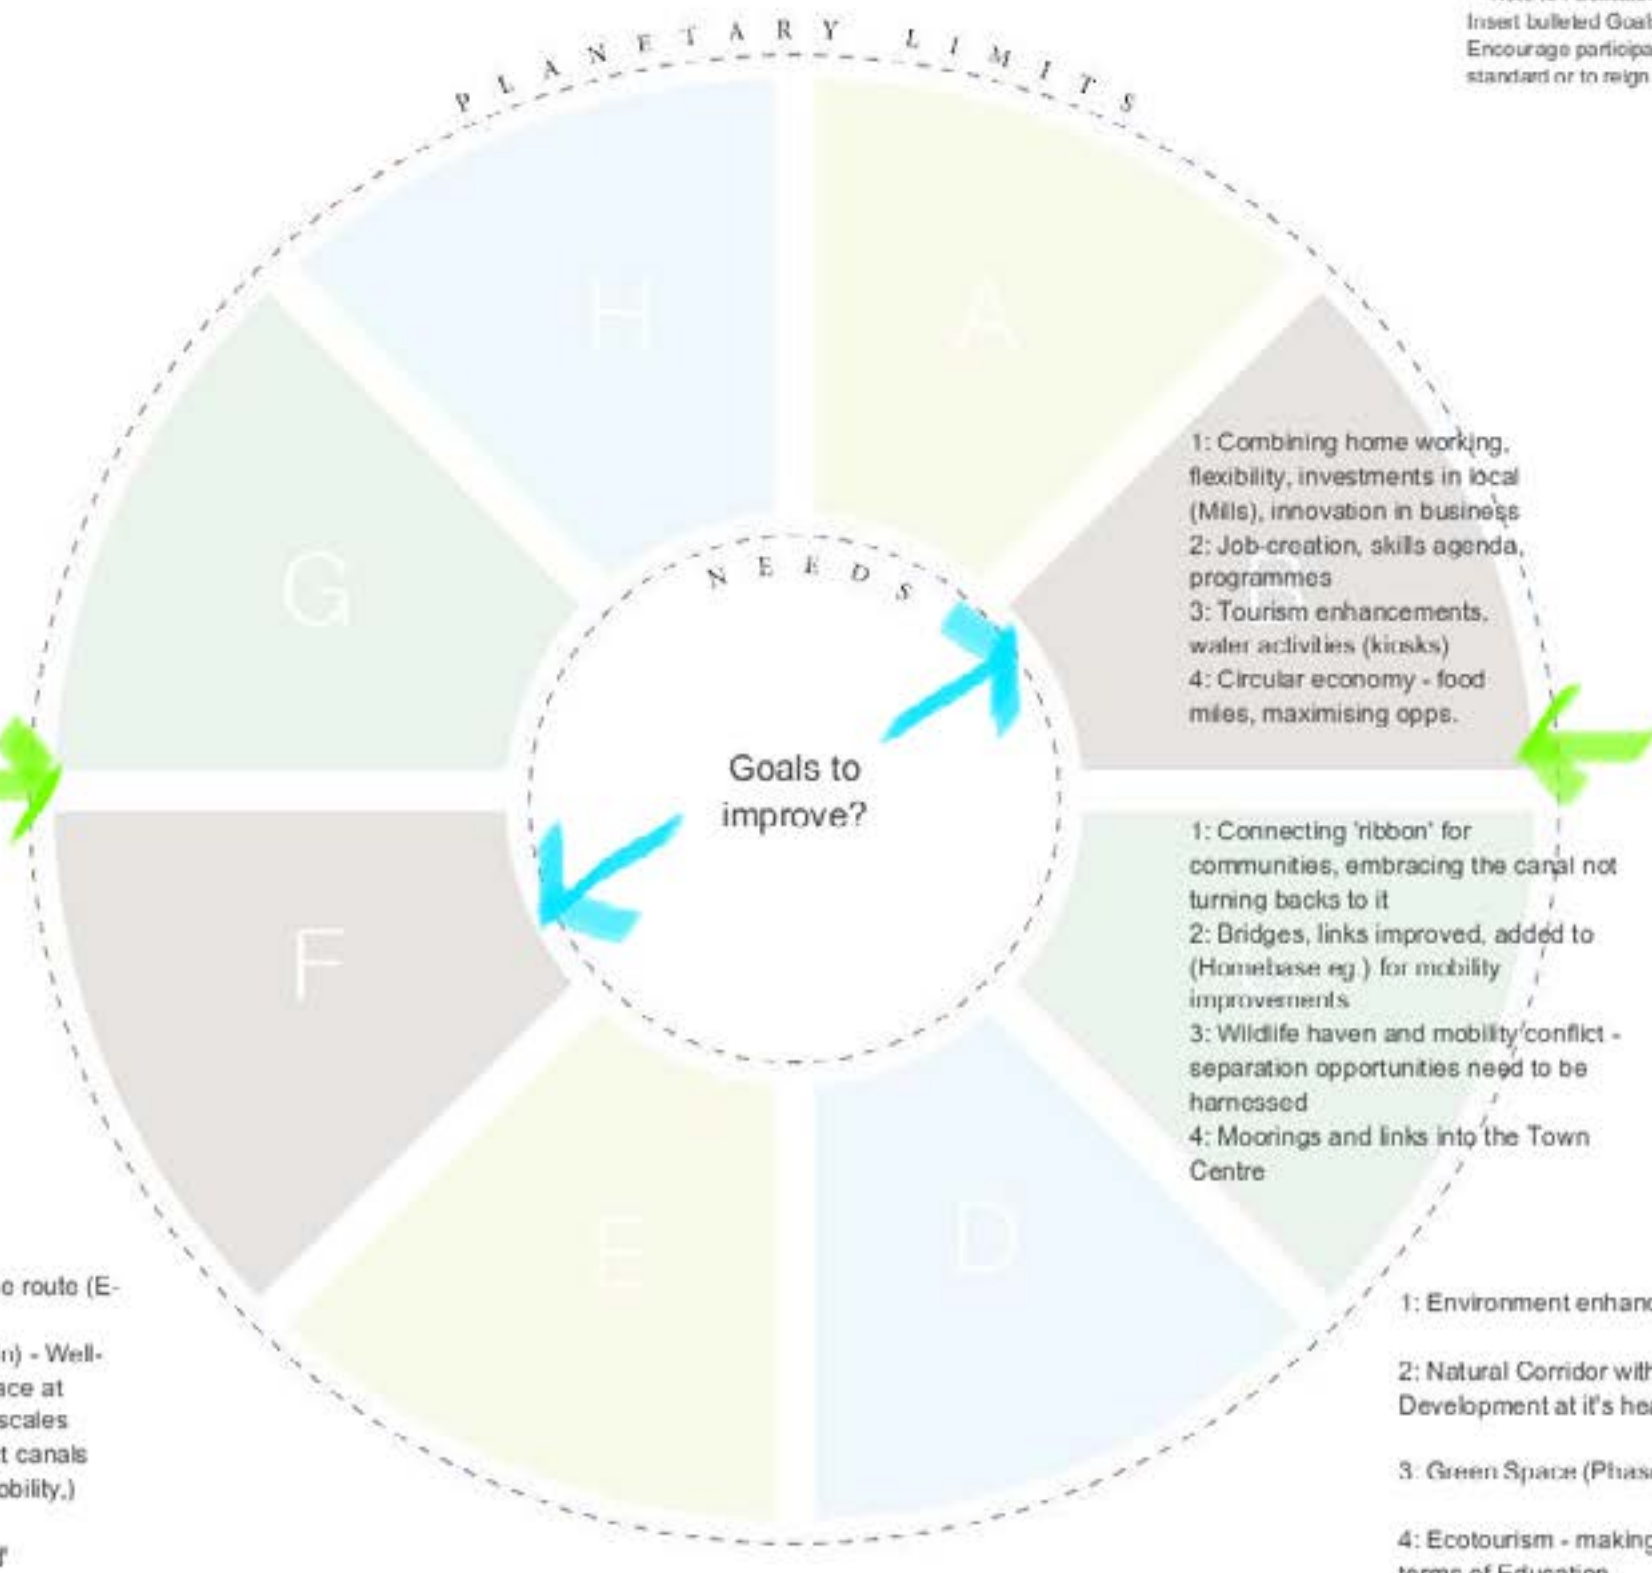 Insert bulleted Goals
Encourage participa
standard or to reign
PLANETARY LIMITS
H
A
G
1: Combining home working,
flexibility, investments in local
(Mills), innovation in business
2: Job-creation, skills agenda,
programmes
3: Tourism enhancements,
water activities (kiosks)
4: Circular economy - food
miles, maximising opps.
NEEDS
Goals to
improve?
F
1: Connecting 'ribbon' for
communities, embracing the canal not
turning backs to it
2: Bridges, links improved, added to
(Homebase eg.) for mobility
improvements
3: Wildlife haven and mobility conflict -
separation opportunities need to be
harnessed
4: Moorings and links into the Town
Centre
E
D
e route (E-
n) - Well-
ace at
scales
t canals
obility,)
1: Environment enhanc
2: Natural Corridor with
Development at it's hea
3: Green Space (Phas
4: Ecotourism - making
terms of Education